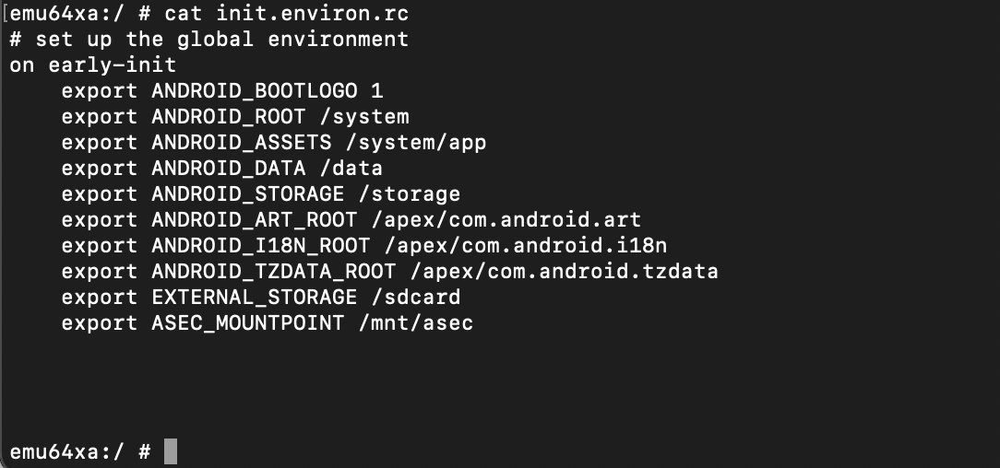 [emu64xa:/ # cat init.environ.rc
# set up the global environment
on early-init
    export ANDROID_BOOTLOGO 1
    export ANDROID_ROOT /system
    export ANDROID_ASSETS /system/app
    export ANDROID_DATA /data
    export ANDROID_STORAGE /storage
    export ANDROID_ART_ROOT /apex/com.android.art
    export ANDROID_I18N_ROOT /apex/com.android.i18n
    export ANDROID_TZDATA_ROOT /apex/com.android.tzdata
    export EXTERNAL_STORAGE /sdcard
    export ASEC_MOUNTPOINT /mnt/asec
emu64xa:/ #